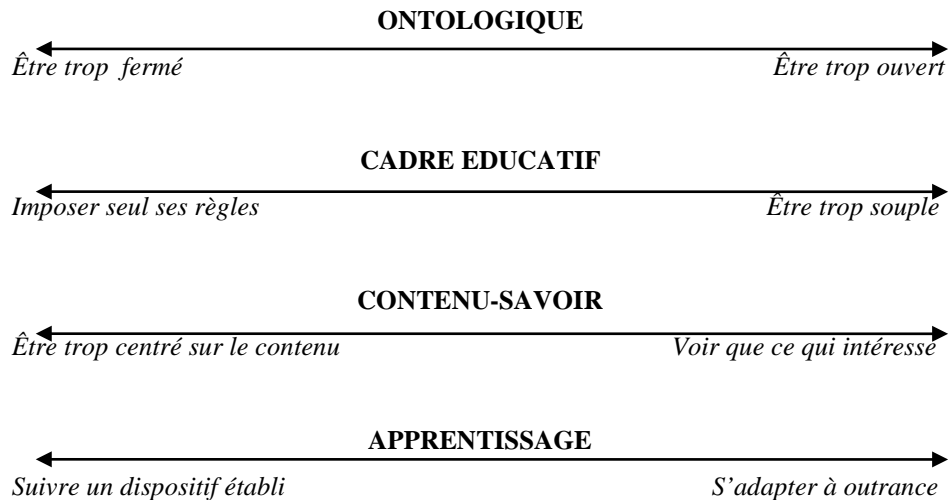 ONTOLOGIQUE
Être trop fermé Être trop ouvert
CADRE EDUCATIF
Imposer seul ses règles Être trop souple
CONTENU-SAVOIR
Être trop centré sur le contenu Voir que ce qui intéresse
APPRENTISSAGE
Suivre un dispositif établi S'adapter à outrance